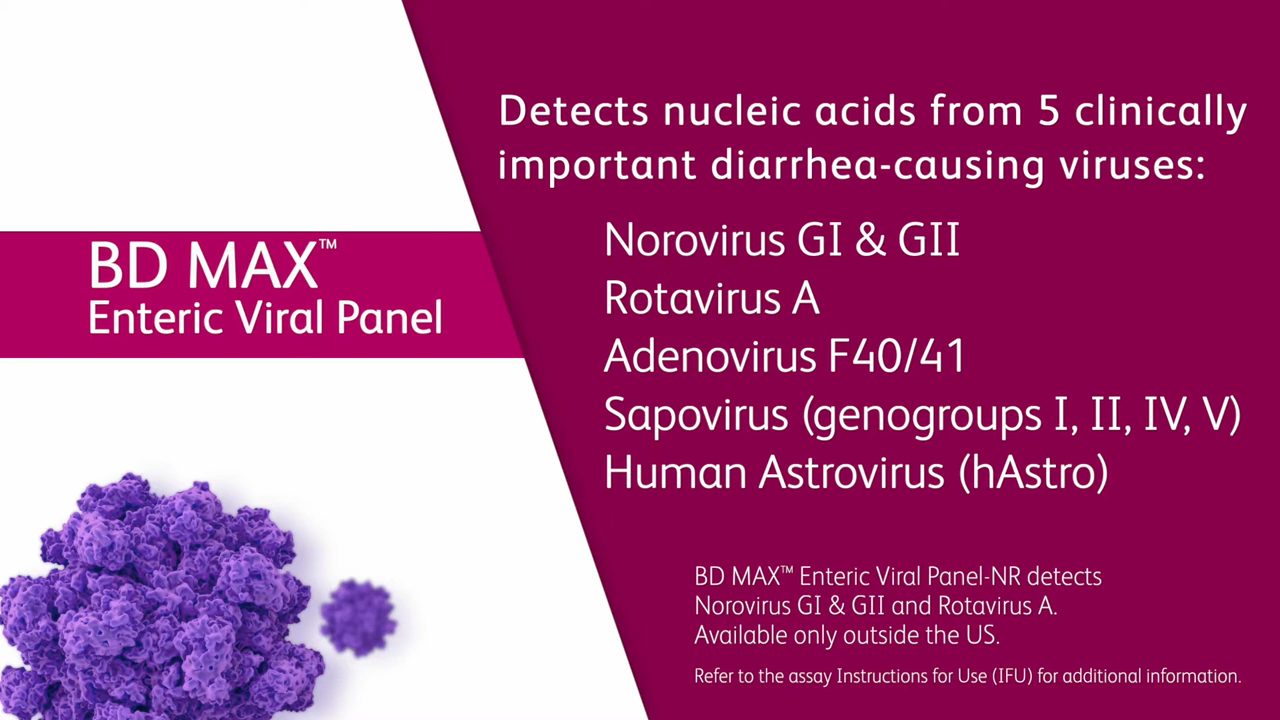 BD MAX™
Enteric Viral Panel
Detects nucleic acids from 5 clinically
important diarrhea-causing viruses:
Norovirus GI & GII
Rotavirus A
Adenovirus F40/41
Sapovirus (genogroups I, II, IV, V)
Human Astrovirus (hAstro)
BD MAX™ Enteric Viral Panel-NR detects
Norovirus GI & GII and Rotavirus A.
Available only outside the US.
Refer to the assay Instructions for Use (IFU) for additional information.